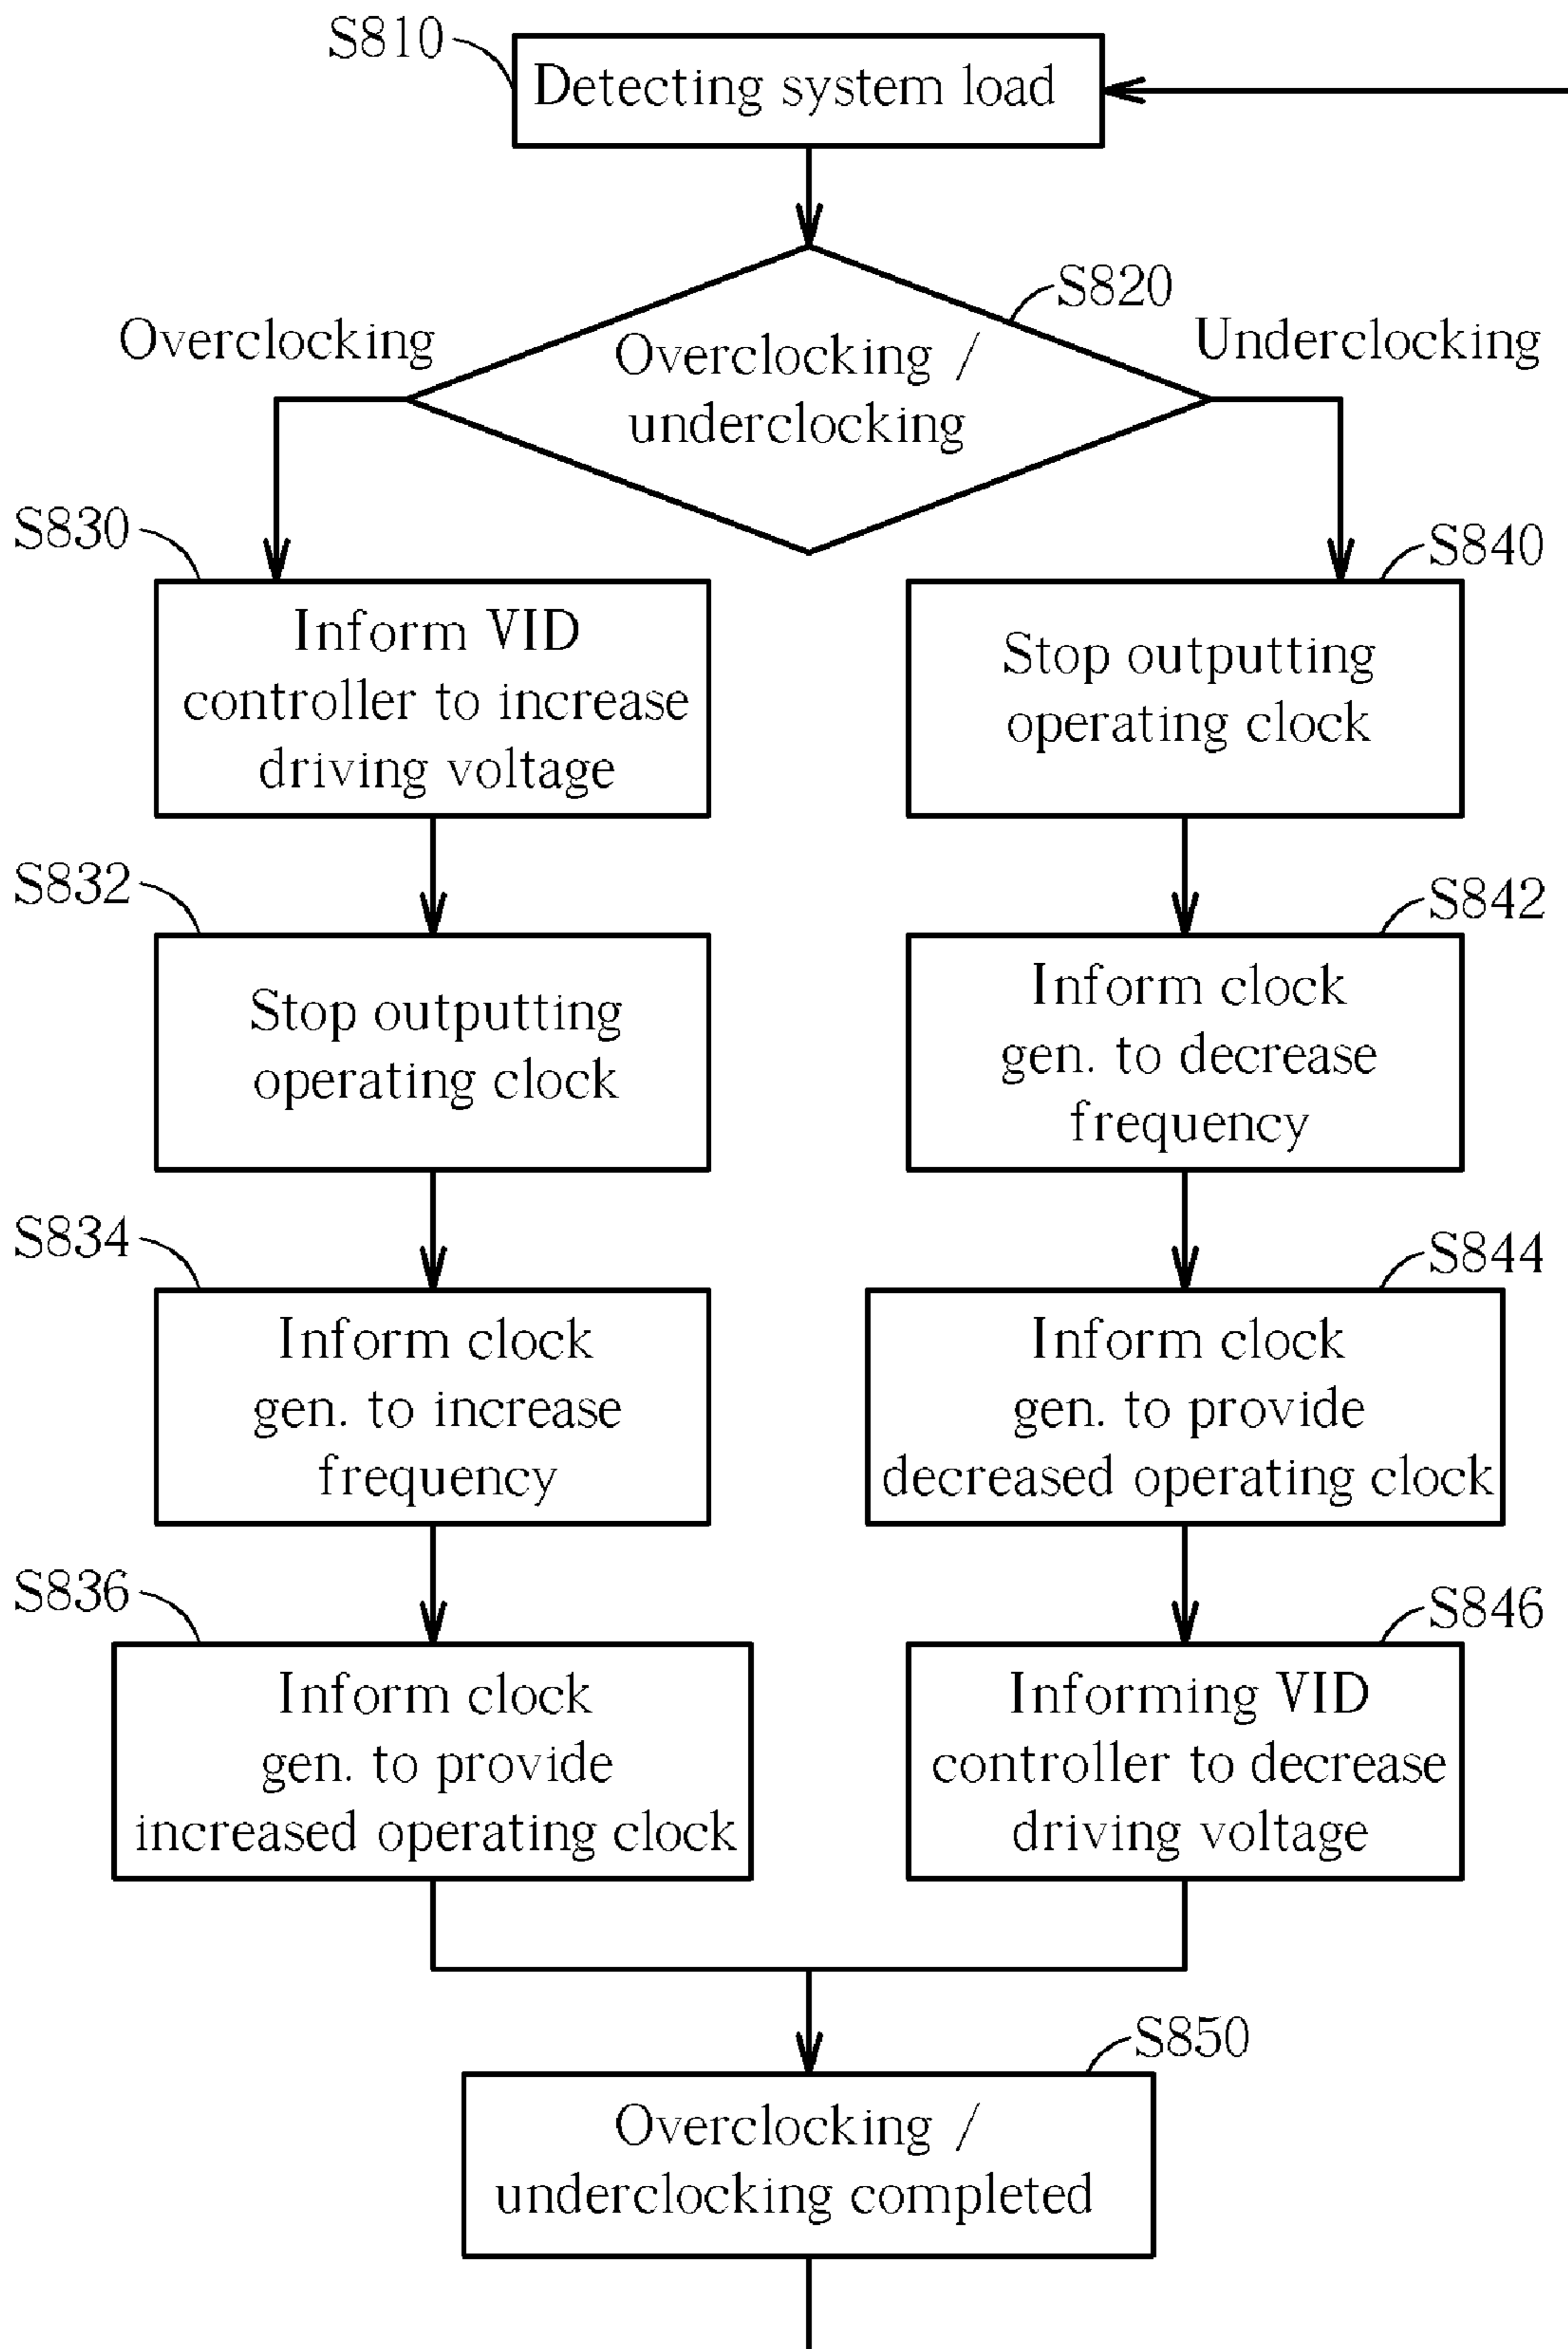 S810
Detecting system load
S820
Overclocking
Overclocking /
underclocking
Underclocking
S830
Inform VID
controller to increase
driving voltage
S840
Stop outputting
operating clock
S832
Stop outputting
operating clock
S842
Inform clock
gen. to decrease
frequency
S834
Inform clock
gen. to increase
frequency
S844
Inform clock
gen. to provide
decreased operating clock
S836
Inform clock
gen. to provide
increased operating clock
S846
Informing VID
controller to decrease
driving voltage
S850
Overclocking /
underclocking completed